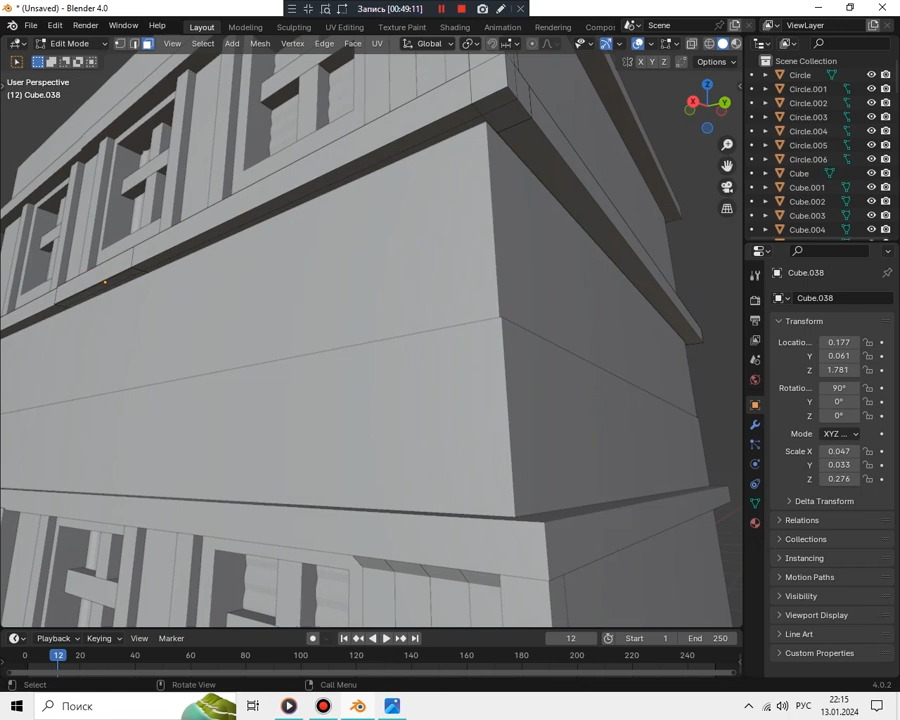 * (Unsaved) - Blender 4.0
Запись [00:49:11]
File Edit Render Window Help
Layout Modeling Sculpting UV Editing Texture Paint Shading Animation Rendering Compos
Scene
ViewLayer
Edit Mode
View Select Add Mesh Vertex Edge Face UV
Global
X Y Z
Options
User Perspective
(12) Cube.038
Z
X
Y
Scene Collection
Circle
Circle.001
Circle.002
Circle.003
Circle.004
Circle.005
Circle.006
Cube
Cube.001
Cube.002
Cube.003
Cube.004
Cube.038
Cube.038
Transform
Locatio... 0.177
Y 0.061
Z 1.781
Rotatio... 90°
Y 0°
Z 0°
Mode XYZ ...
Scale X 0.047
Y 0.033
Z 0.276
Delta Transform
Relations
Collections
Instancing
Motion Paths
Visibility
Viewport Display
Line Art
Custom Properties
Playback Keying View Marker
12
Start 1
End 250
0 12 20 40 60 80 100 120 140 160 180 200 220 240
Select
Rotate View
Call Menu
4.0.2
Поиск
РУС
22:15
13.01.2024